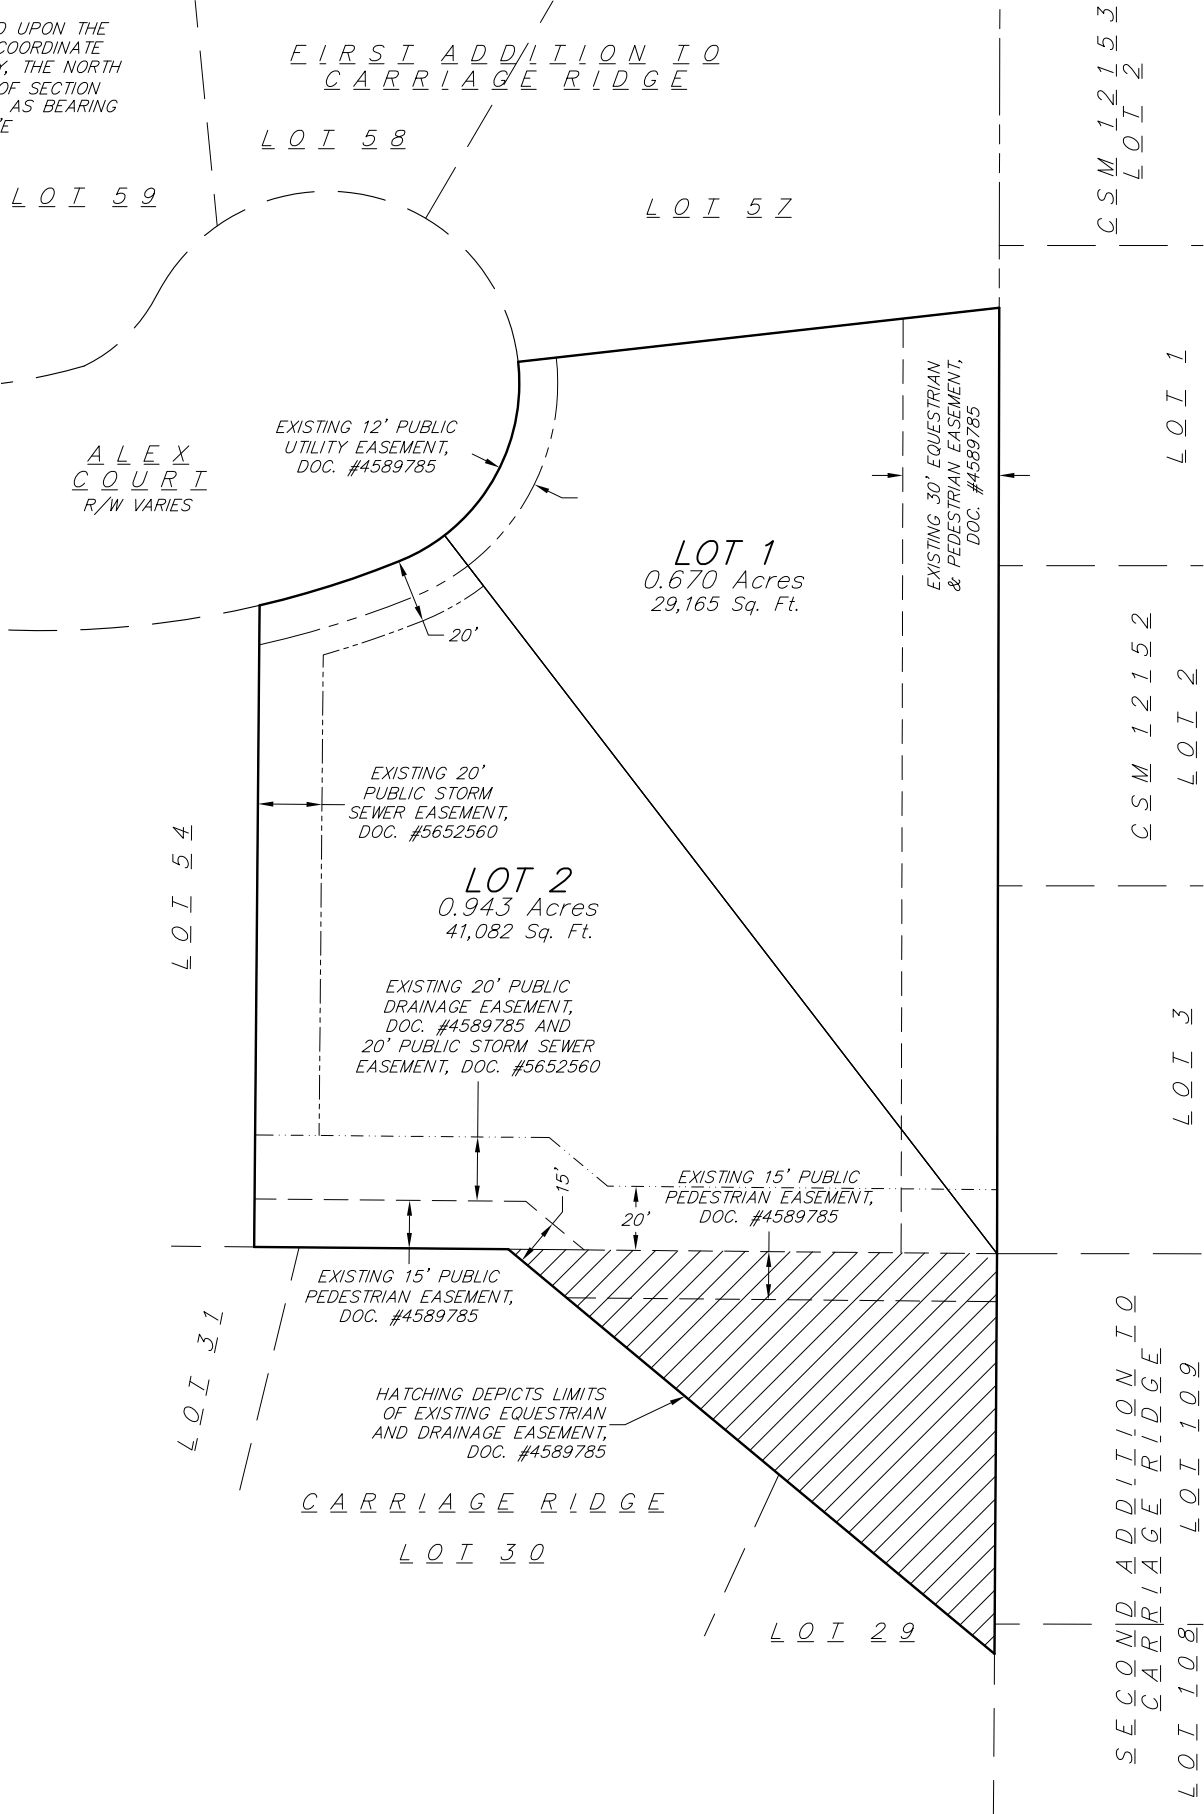 D UPON THE
COORDINATE
Y, THE NORTH
OF SECTION
AS BEARING
'E
FIRST ADDITION TO
CARRIAGE RIDGE
LOT 58
LOT 59
LOT 57
CSM 12153
LOT 2
LOT 1
EXISTING 12' PUBLIC
UTILITY EASEMENT,
DOC. #4589785
ALEX
COURT
R/W VARIES
EXISTING 30' EQUESTRIAN
& PEDESTRIAN EASEMENT,
DOC. #4589785
LOT 1
0.670 Acres
29,165 Sq. Ft.
20'
CSM 12152
LOT 2
EXISTING 20'
PUBLIC STORM
SEWER EASEMENT,
DOC. #5652560
LOT 54
LOT 2
0.943 Acres
41,082 Sq. Ft.
EXISTING 20' PUBLIC
DRAINAGE EASEMENT,
DOC. #4589785 AND
20' PUBLIC STORM SEWER
EASEMENT, DOC. #5652560
LOT 3
15'
20'
EXISTING 15' PUBLIC
PEDESTRIAN EASEMENT,
DOC. #4589785
EXISTING 15' PUBLIC
PEDESTRIAN EASEMENT,
DOC. #4589785
LOT 31
HATCHING DEPICTS LIMITS
OF EXISTING EQUESTRIAN
AND DRAINAGE EASEMENT,
DOC. #4589785
CARRIAGE RIDGE
LOT 30
LOT 29
SECOND ADDITION TO
CARRIAGE RIDGE
LOT 109
LOT 108